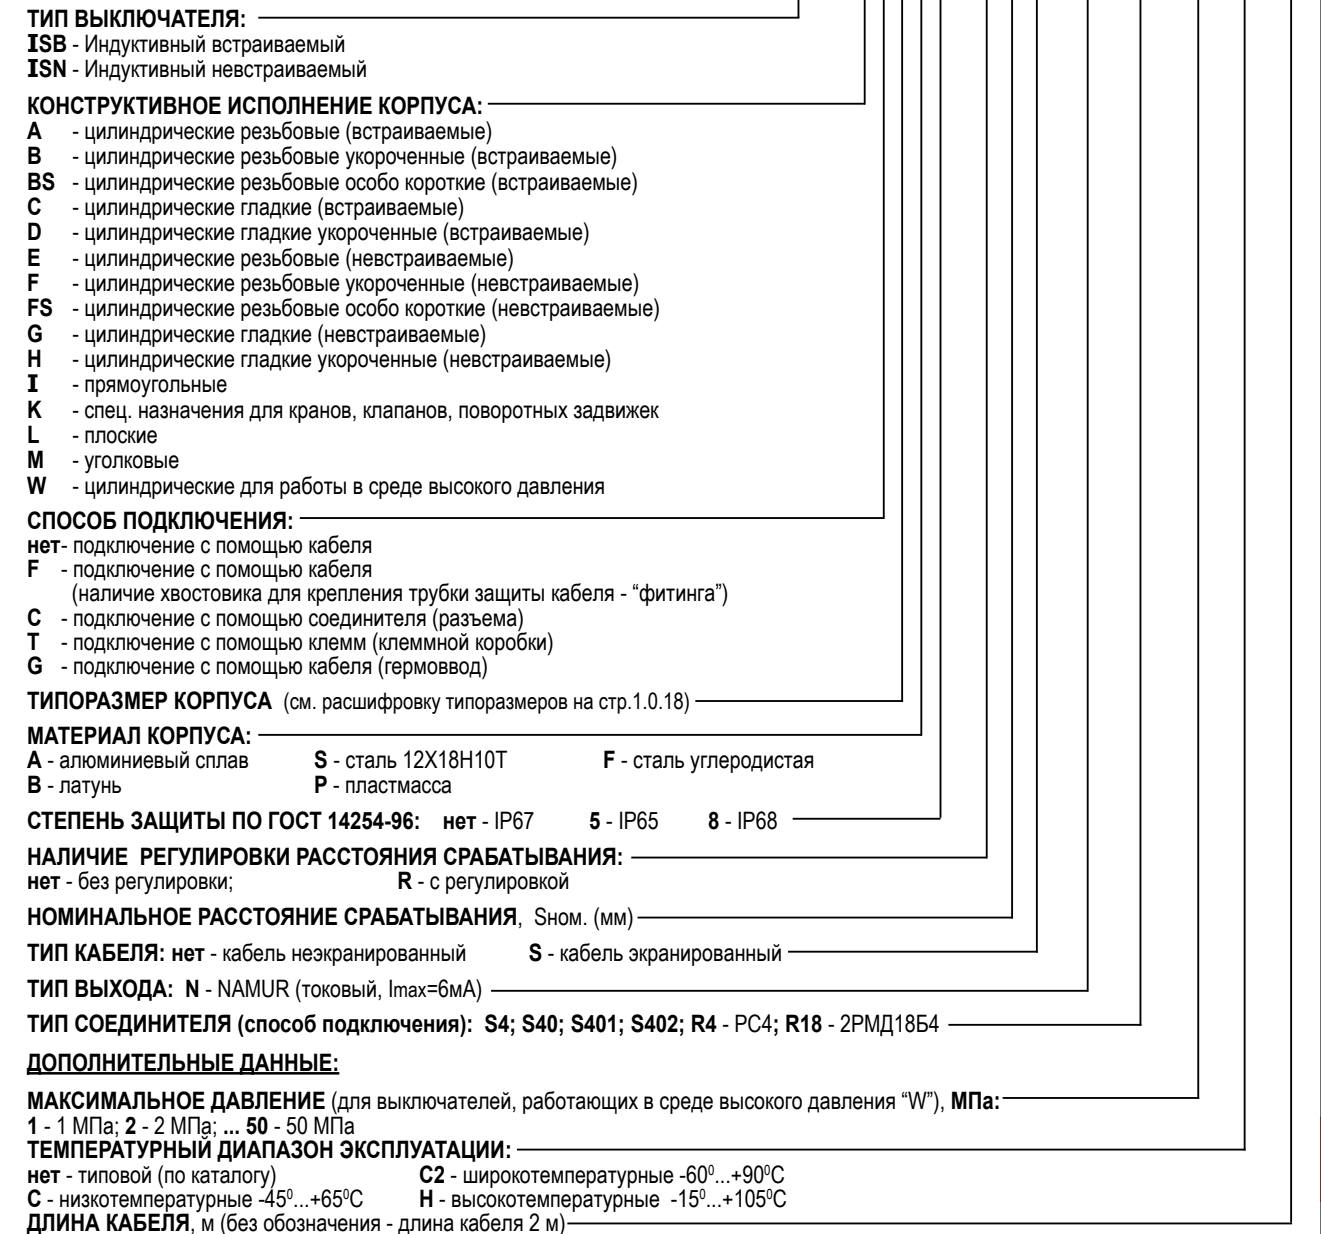 ТИП ВЫКЛЮЧАТЕЛЯ:
ISB - Индуктивный встраиваемый
ISN - Индуктивный невстраиваемый
КОНСТРУКТИВНОЕ ИСПОЛНЕНИЕ КОРПУСА:
A - цилиндрические резьбовые (встраиваемые)
B - цилиндрические резьбовые укороченные (встраиваемые)
BS - цилиндрические резьбовые особо короткие (встраиваемые)
C - цилиндрические гладкие (встраиваемые)
D - цилиндрические гладкие укороченные (встраиваемые)
E - цилиндрические резьбовые (невстраиваемые)
F - цилиндрические резьбовые укороченные (невстраиваемые)
FS - цилиндрические резьбовые особо короткие (невстраиваемые)
G - цилиндрические гладкие (невстраиваемые)
H - цилиндрические гладкие укороченные (невстраиваемые)
I - прямоугольные
K - спец. назначения для кранов, клапанов, поворотных задвижек
L - плоские
M - уголковые
W - цилиндрические для работы в среде высокого давления
СПОСОБ ПОДКЛЮЧЕНИЯ:
нет- подключение с помощью кабеля
F - подключение с помощью кабеля
(наличие хвостовика для крепления трубки защиты кабеля - “фитинга”)
C - подключение с помощью соединителя (разъема)
T - подключение с помощью клемм (клеммной коробки)
G - подключение с помощью кабеля (гермоввод)
ТИПОРАЗМЕР КОРПУСА (см. расшифровку типоразмеров на стр.1.0.18)
МАТЕРИАЛ КОРПУСА:
A - алюминиевый сплав S - сталь 12Х18Н10Т F - сталь углеродистая
B - латунь P - пластмасса
СТЕПЕНЬ ЗАЩИТЫ ПО ГОСТ 14254-96: нет - IP67 5 - IP65 8 - IP68
НАЛИЧИЕ РЕГУЛИРОВКИ РАССТОЯНИЯ СРАБАТЫВАНИЯ:
нет - без регулировки; R - с регулировкой
НОМИНАЛЬНОЕ РАССТОЯНИЕ СРАБАТЫВАНИЯ, Sном. (мм)
ТИП КАБЕЛЯ: нет - кабель неэкранированный S - кабель экранированный
ТИП ВЫХОДА: N - NAMUR (токовый, Imax=6мА)
ТИП СОЕДИНИТЕЛЯ (способ подключения): S4; S40; S401; S402; R4 - РС4; R18 - 2РМД18Б4
ДОПОЛНИТЕЛЬНЫЕ ДАННЫЕ:
МАКСИМАЛЬНОЕ ДАВЛЕНИЕ (для выключателей, работающих в среде высокого давления “W”), МПа:
1 - 1 МПа; 2 - 2 МПа; ... 50 - 50 МПа
ТЕМПЕРАТУРНЫЙ ДИАПАЗОН ЭКСПЛУАТАЦИИ:
нет - типовой (по каталогу) C2 - широкотемпературные -60⁰...+90⁰С
C - низкотемпературные -45⁰...+65⁰С H - высокотемпературные -15⁰...+105⁰С
ДЛИНА КАБЕЛЯ, м (без обозначения - длина кабеля 2 м)